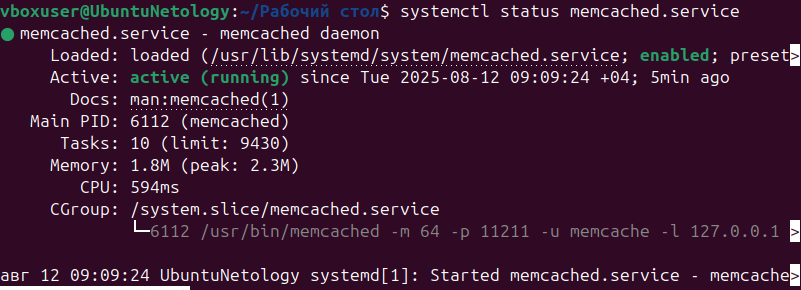 vboxuser@UbuntuNetology:~/Рабочий стол$ systemctl status memcached.service
● memcached.service - memcached daemon
Loaded: loaded (/usr/lib/systemd/system/memcached.service; enabled; preset>
Active: active (running) since Tue 2025-08-12 09:09:24 +04; 5min ago
Docs: man:memcached(1)
Main PID: 6112 (memcached)
Tasks: 10 (limit: 9430)
Memory: 1.8M (peak: 2.3M)
CPU: 594ms
CGroup: /system.slice/memcached.service
└─6112 /usr/bin/memcached -m 64 -p 11211 -u memcache -l 127.0.0.1 >
авг 12 09:09:24 UbuntuNetology systemd[1]: Started memcached.service - memcache>